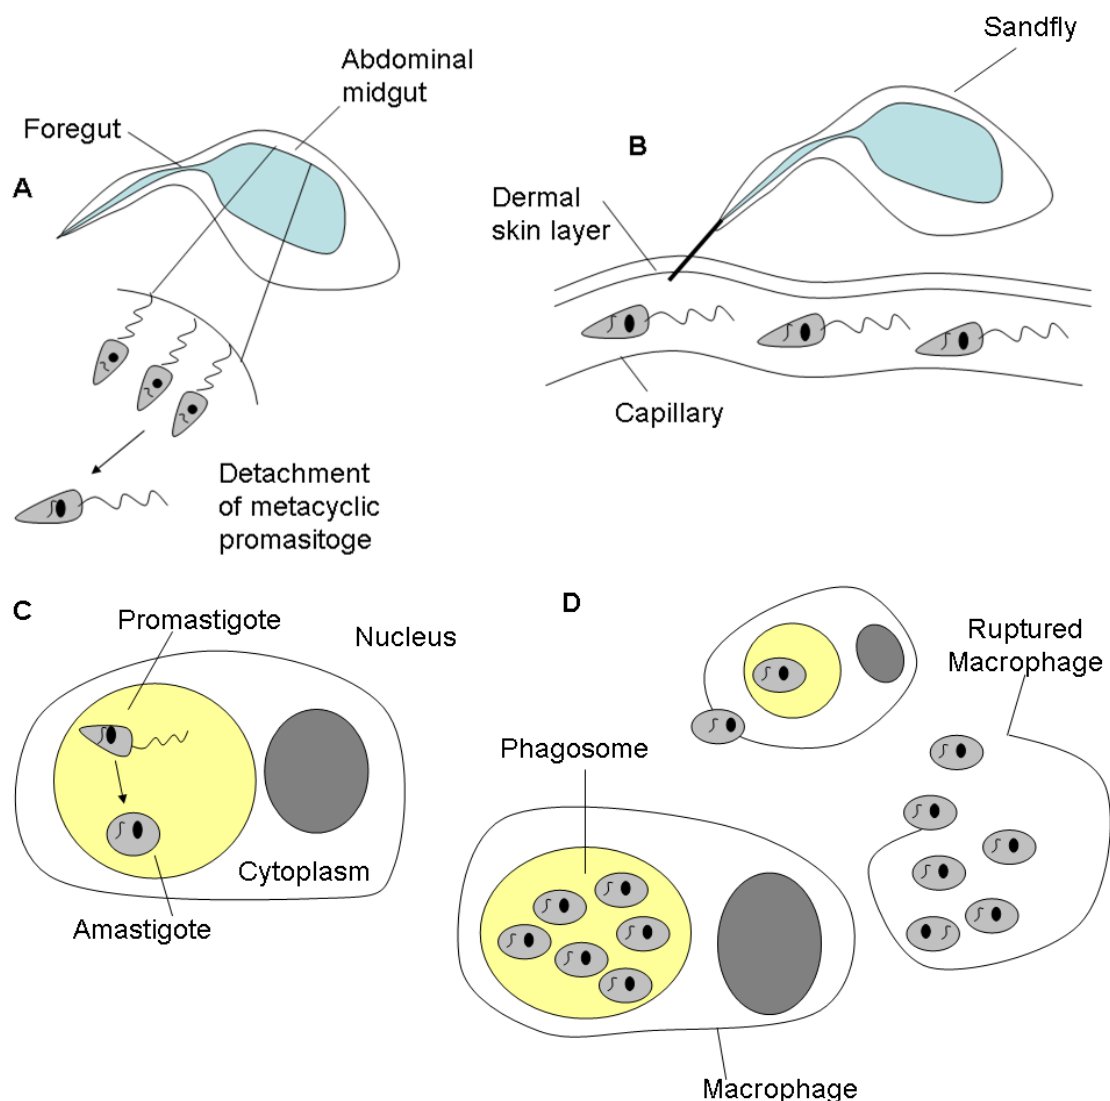 Sandfly
Abdominal
midgut
Foregut
A
B
Dermal
skin layer
Capillary
Detachment
of metacyclic
promasitoge
C
Promastigote
Nucleus
Cytoplasm
Amastigote
D
Ruptured
Macrophage
Phagosome
Macrophage